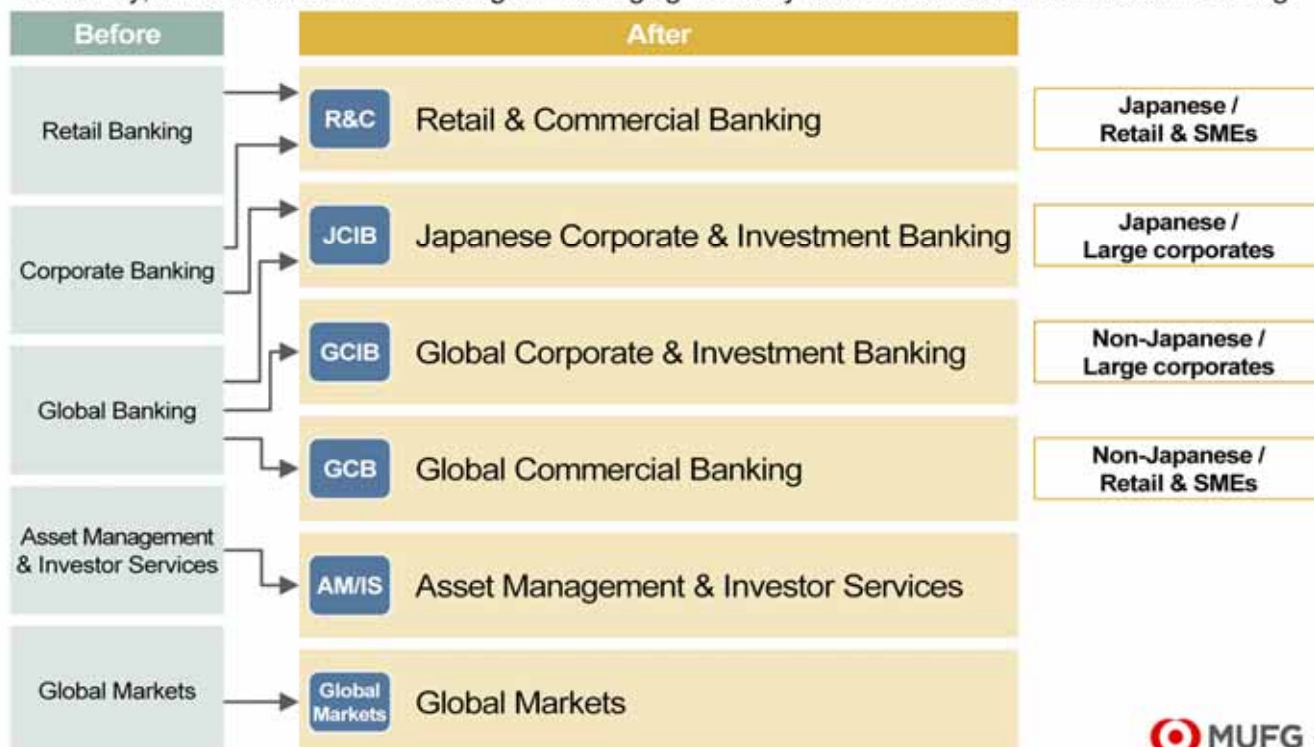 Before
After
Retail Banking
Corporate Banking
Global Banking
Asset Management
& Investor Services
Global Markets
R&C
Retail & Commercial Banking
JCIB
Japanese Corporate & Investment Banking
GCIB
Global Corporate & Investment Banking
GCB
Global Commercial Banking
AM/IS
Asset Management & Investor Services
Global
Markets
Global Markets
Japanese /
Retail & SMEs
Japanese /
Large corporates
Non-Japanese /
Large corporates
Non-Japanese /
Retail & SMEs
MUFG